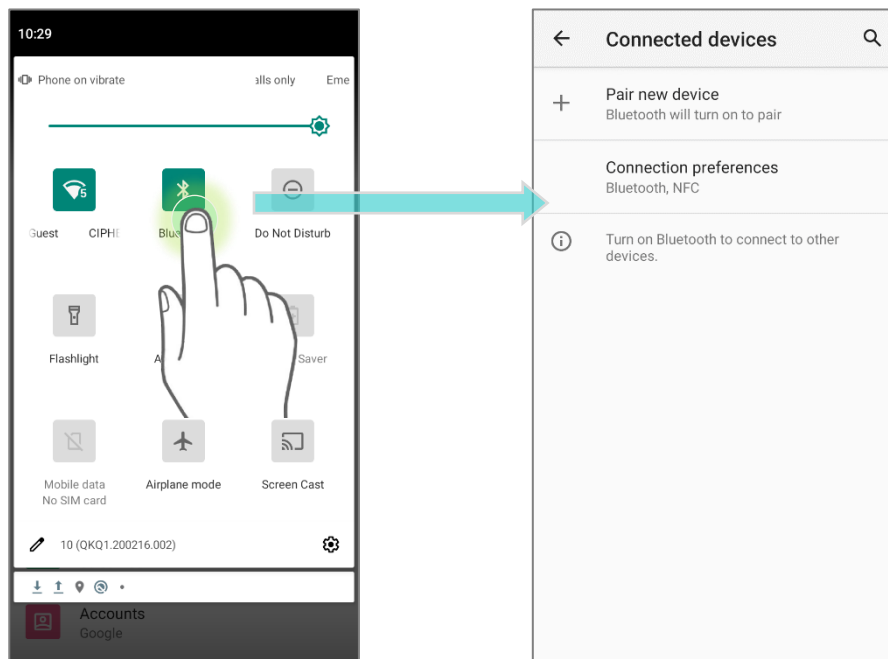 10:29
Phone on vibrate alls only Eme
5
Guest CIPHE Blue Do Not Disturb
Flashlight A Saver
Mobile data Airplane mode Screen Cast
No SIM card
10 (QKQ1.200216.002)
Accounts
Google
Connected devices
Pair new device
Bluetooth will turn on to pair
Connection preferences
Bluetooth, NFC
Turn on Bluetooth to connect to other
devices.